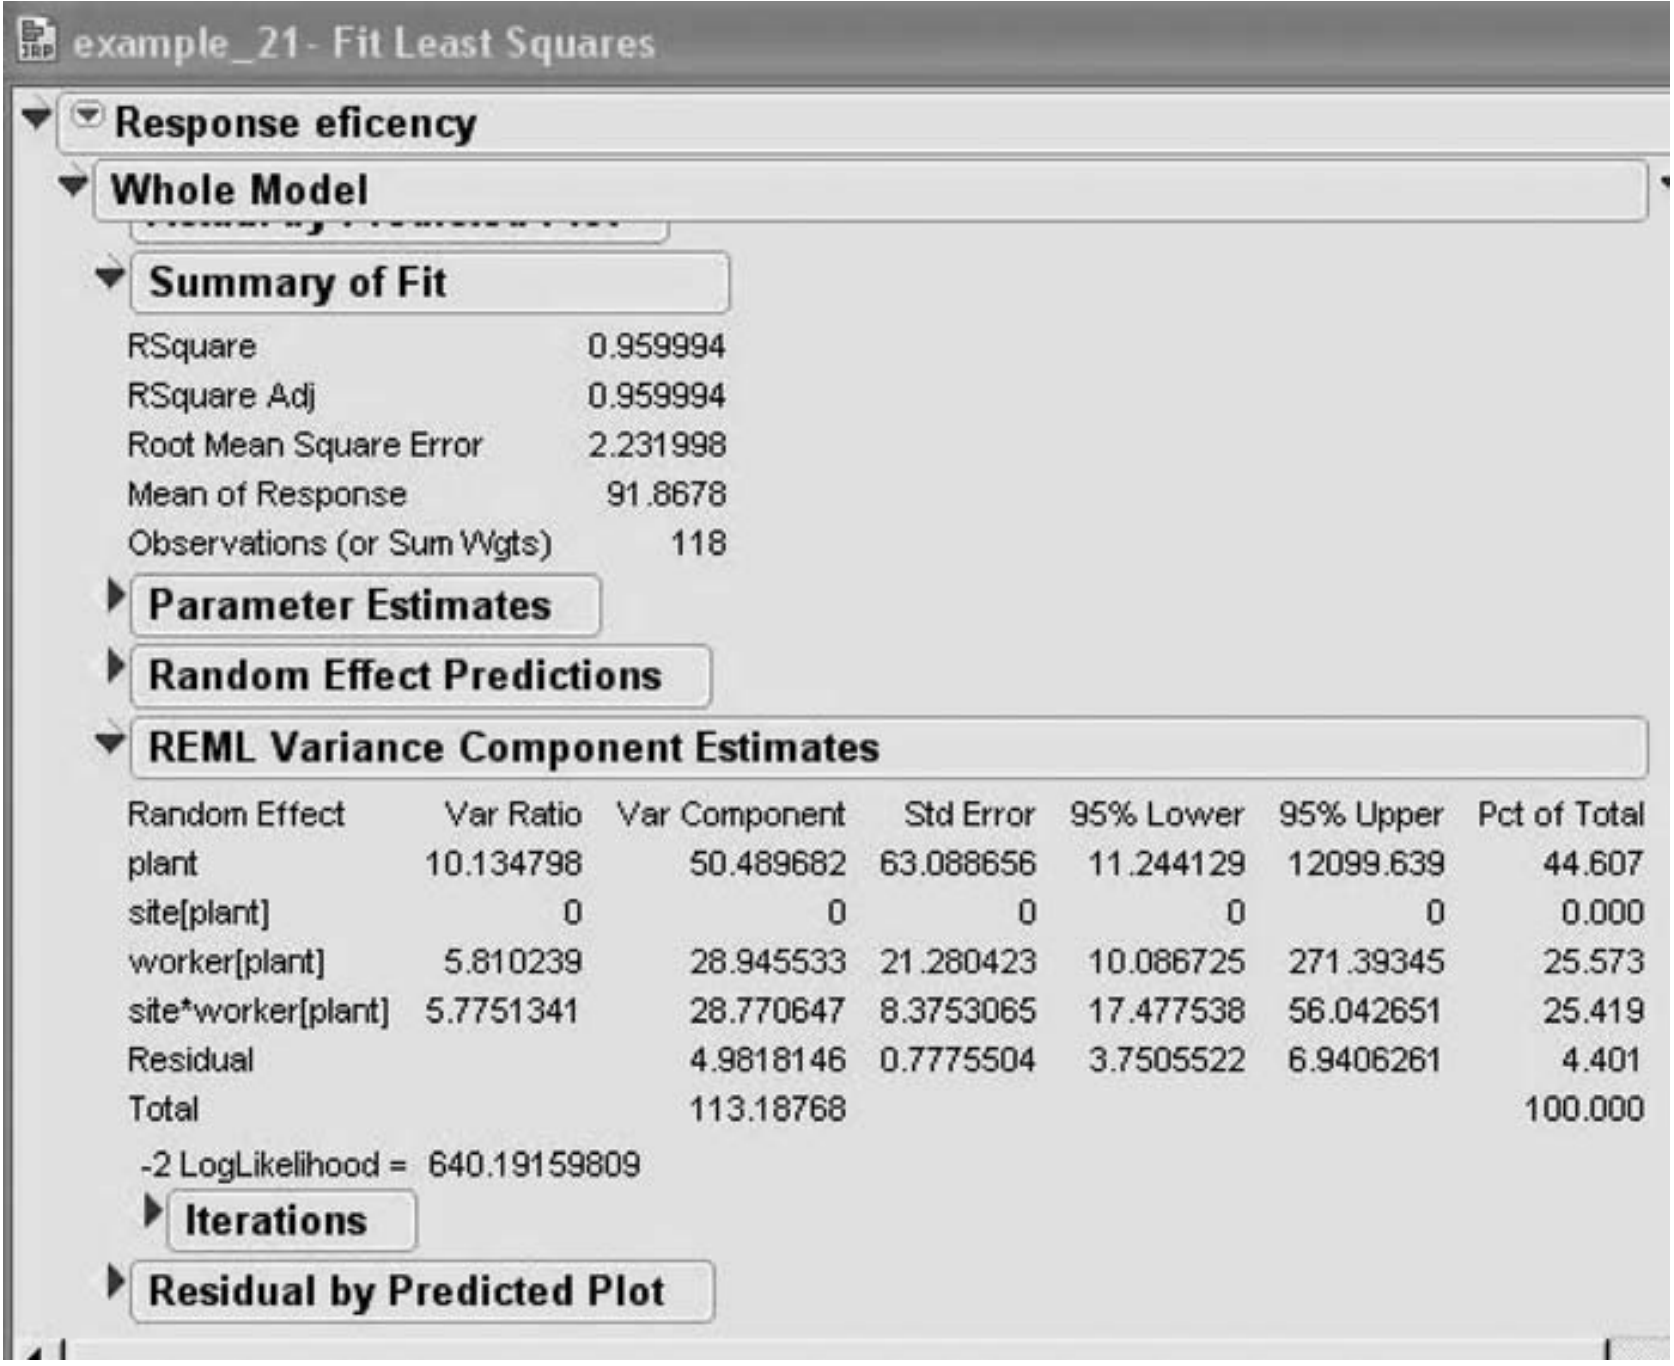 example_21- Fit Least Squares
Response eficency
Whole Model
Summary of Fit
RSquare 0.959994
RSquare Adj 0.959994
Root Mean Square Error 2.231998
Mean of Response 91.8678
Observations (or Sum Wgts) 118
Parameter Estimates
Random Effect Predictions
REML Variance Component Estimates
Random Effect Var Ratio Var Component Std Error 95% Lower 95% Upper Pct of Total
plant 10.134798 50.489682 63.088656 11.244129 12099.639 44.607
site[plant] 0 0 0 0 0 0.000
worker[plant] 5.810239 28.945533 21.280423 10.086725 271.39345 25.573
site*worker[plant] 5.7751341 28.770647 8.3753065 17.477538 56.042651 25.419
Residual 4.9818146 0.7775504 3.7505522 6.9406261 4.401
Total 113.18768 100.000
-2 LogLikelihood = 640.19159809
Iterations
Residual by Predicted Plot